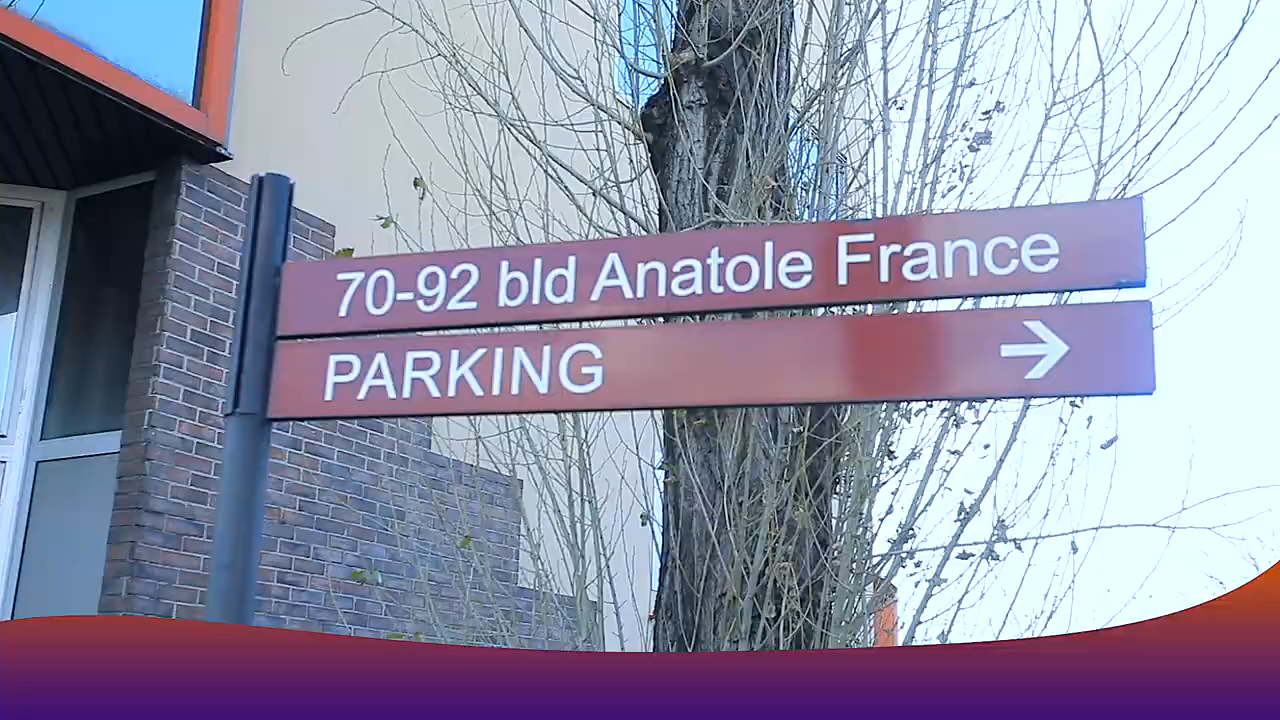 70-92 bld Anatole France
PARKING →